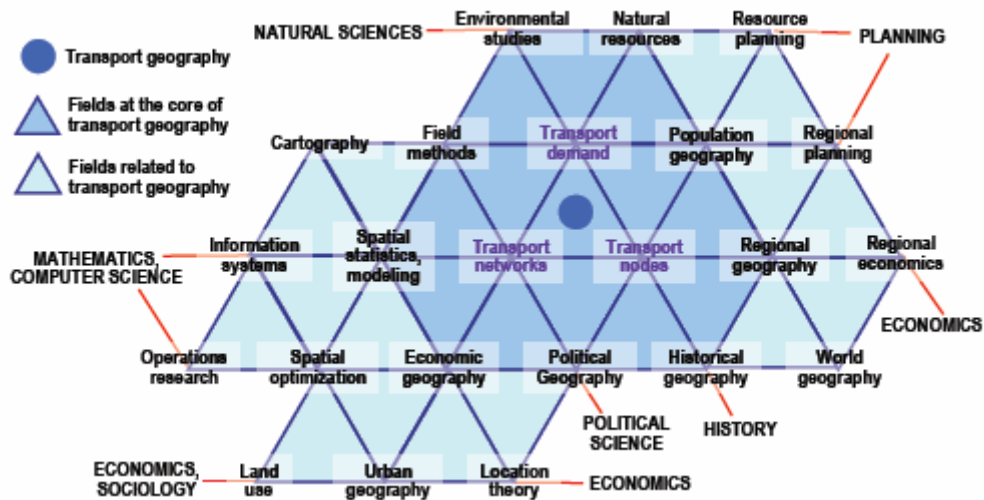 Environmental
studies
Natural
resources
Resource
planning
NATURAL SCIENCES
PLANNING
Transport geography
Fields at the core of
transport geography
Fields related to
transport geography
Cartography
Field
methods
Transport
demand
Population
geography
Regional
planning
MATHEMATICS,
COMPUTER SCIENCE
Information
systems
Spatial
statistics,
modeling
Transport
networks
Transport
nodes
Regional
geography
Regional
economics
ECONOMICS
Operations
research
Spatial
optimization
Economic
geography
Political
Geography
Historical
geography
World
geography
POLITICAL
SCIENCE
HISTORY
ECONOMICS,
SOCIOLOGY
Land
use
Urban
geography
Location
theory
ECONOMICS